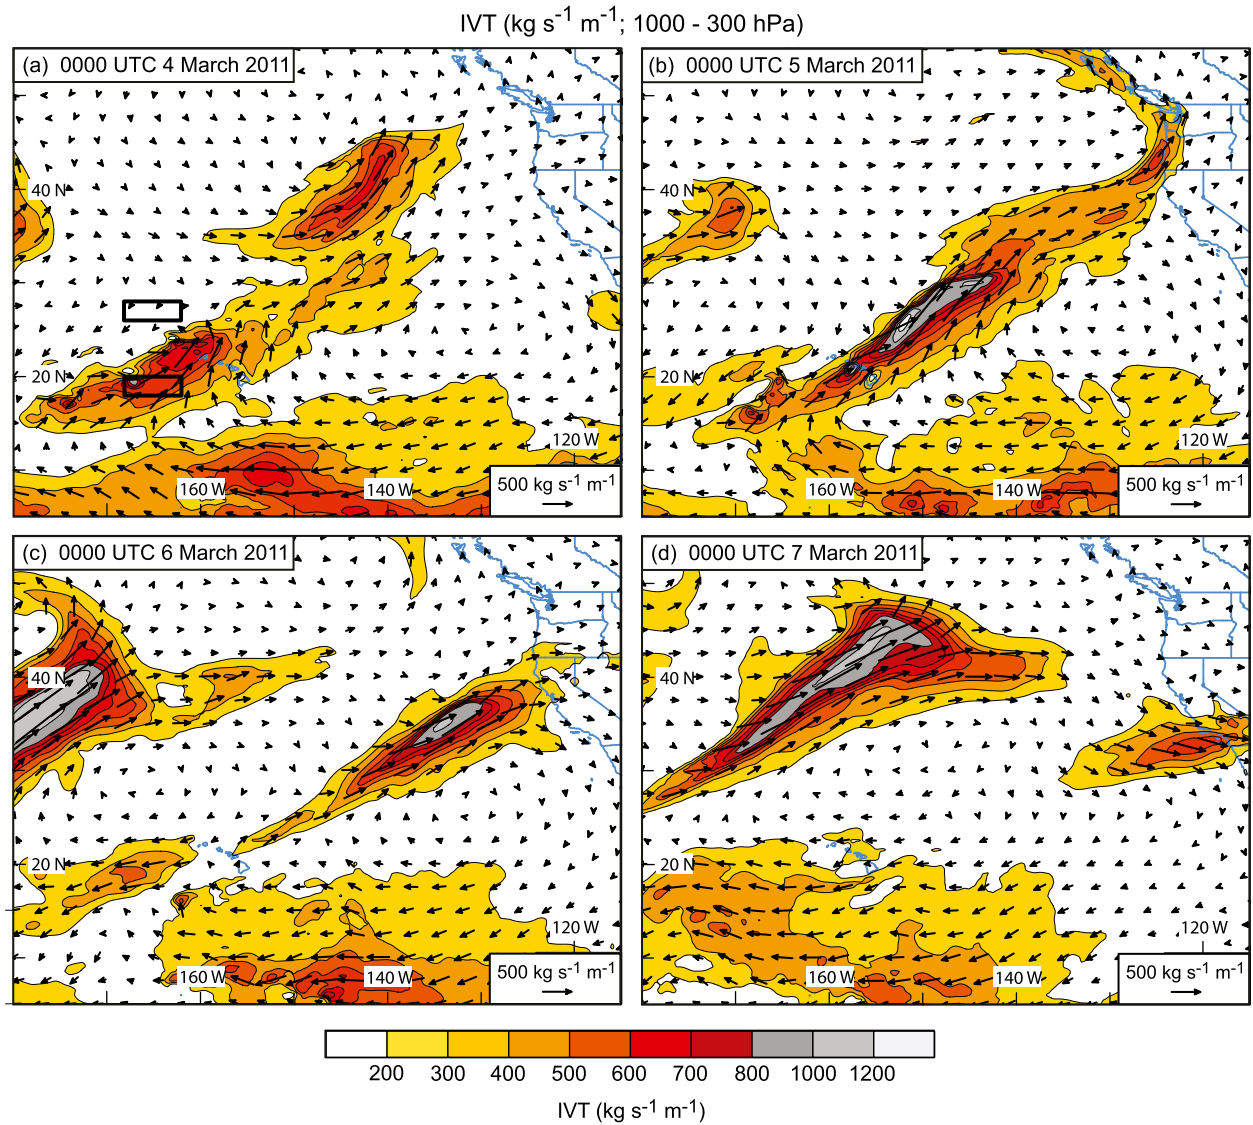 IVT (kg s-1 m-1; 1000 - 300 hPa)
(a) 0000 UTC 4 March 2011
40 N
20 N
120 W
160 W
140 W
500 kg s-1 m-1
(b) 0000 UTC 5 March 2011
40 N
20 N
120 W
160 W
140 W
500 kg s-1 m-1
(c) 0000 UTC 6 March 2011
40 N
20 N
120 W
160 W
140 W
500 kg s-1 m-1
(d) 0000 UTC 7 March 2011
40 N
20 N
120 W
160 W
140 W
500 kg s-1 m-1
200 300 400 500 600 700 800 1000 1200
IVT (kg s-1 m-1)